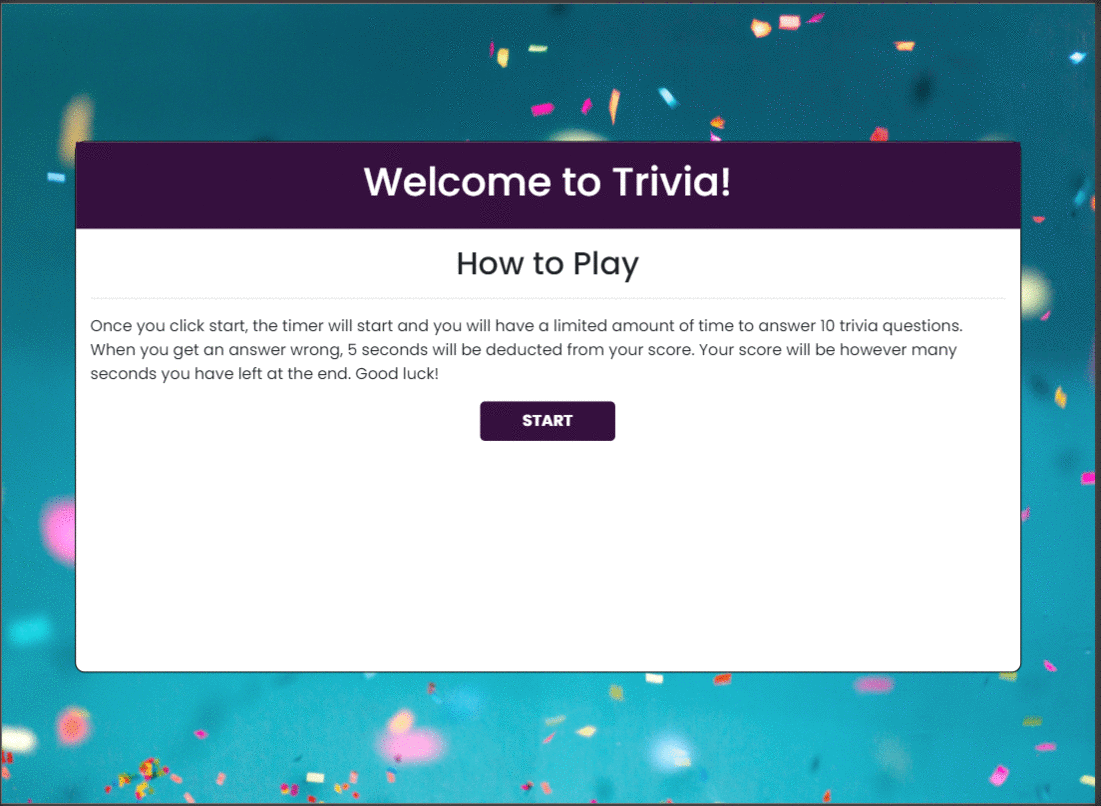 Welcome to Trivia!
How to Play
Once you click start, the timer will start and you will have a limited amount of time to answer 10 trivia questions.
When you get an answer wrong, 5 seconds will be deducted from your score. Your score will be however many
seconds you have left at the end. Good luck!
START